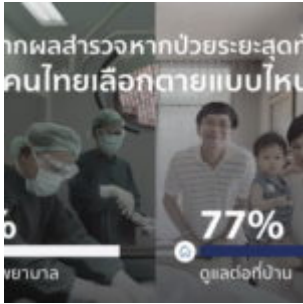 ากผลสำรวจหากป่วยระยะสุดท้
คนไทยเลือกตายแบบไหน
%
77%
พยาบาล
ดูแลต่อที่บ้าน